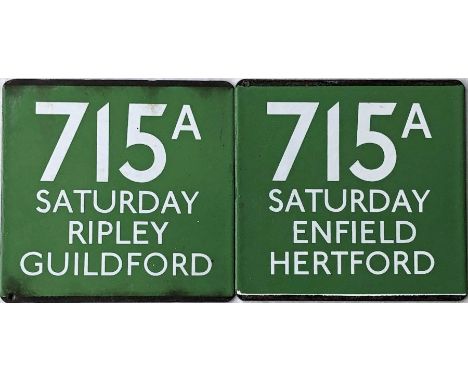 715A
SATURDAY
RIPLEY
GUILDFORD
715A
SATURDAY
ENFIELD
HERTFORD